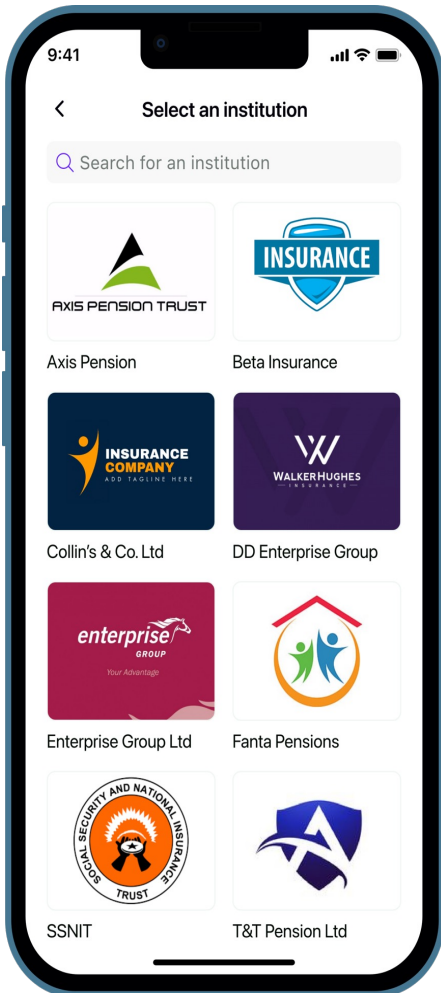 9:41
Select an institution
Search for an institution
AXIS PENSION TRUST
INSURANCE
Axis Pension
Beta Insurance
INSURANCE
COMPANY
ADD TAGLINE HERE
WALKERHUGHES
INSURANCE
Collin's & Co. Ltd
DD Enterprise Group
enterprise
GROUP
Your Advantage
Enterprise Group Ltd
Fanta Pensions
SOCIAL SECURITY AND NATIONAL INSURANCE
TRUST
SSNIT
T&T Pension Ltd